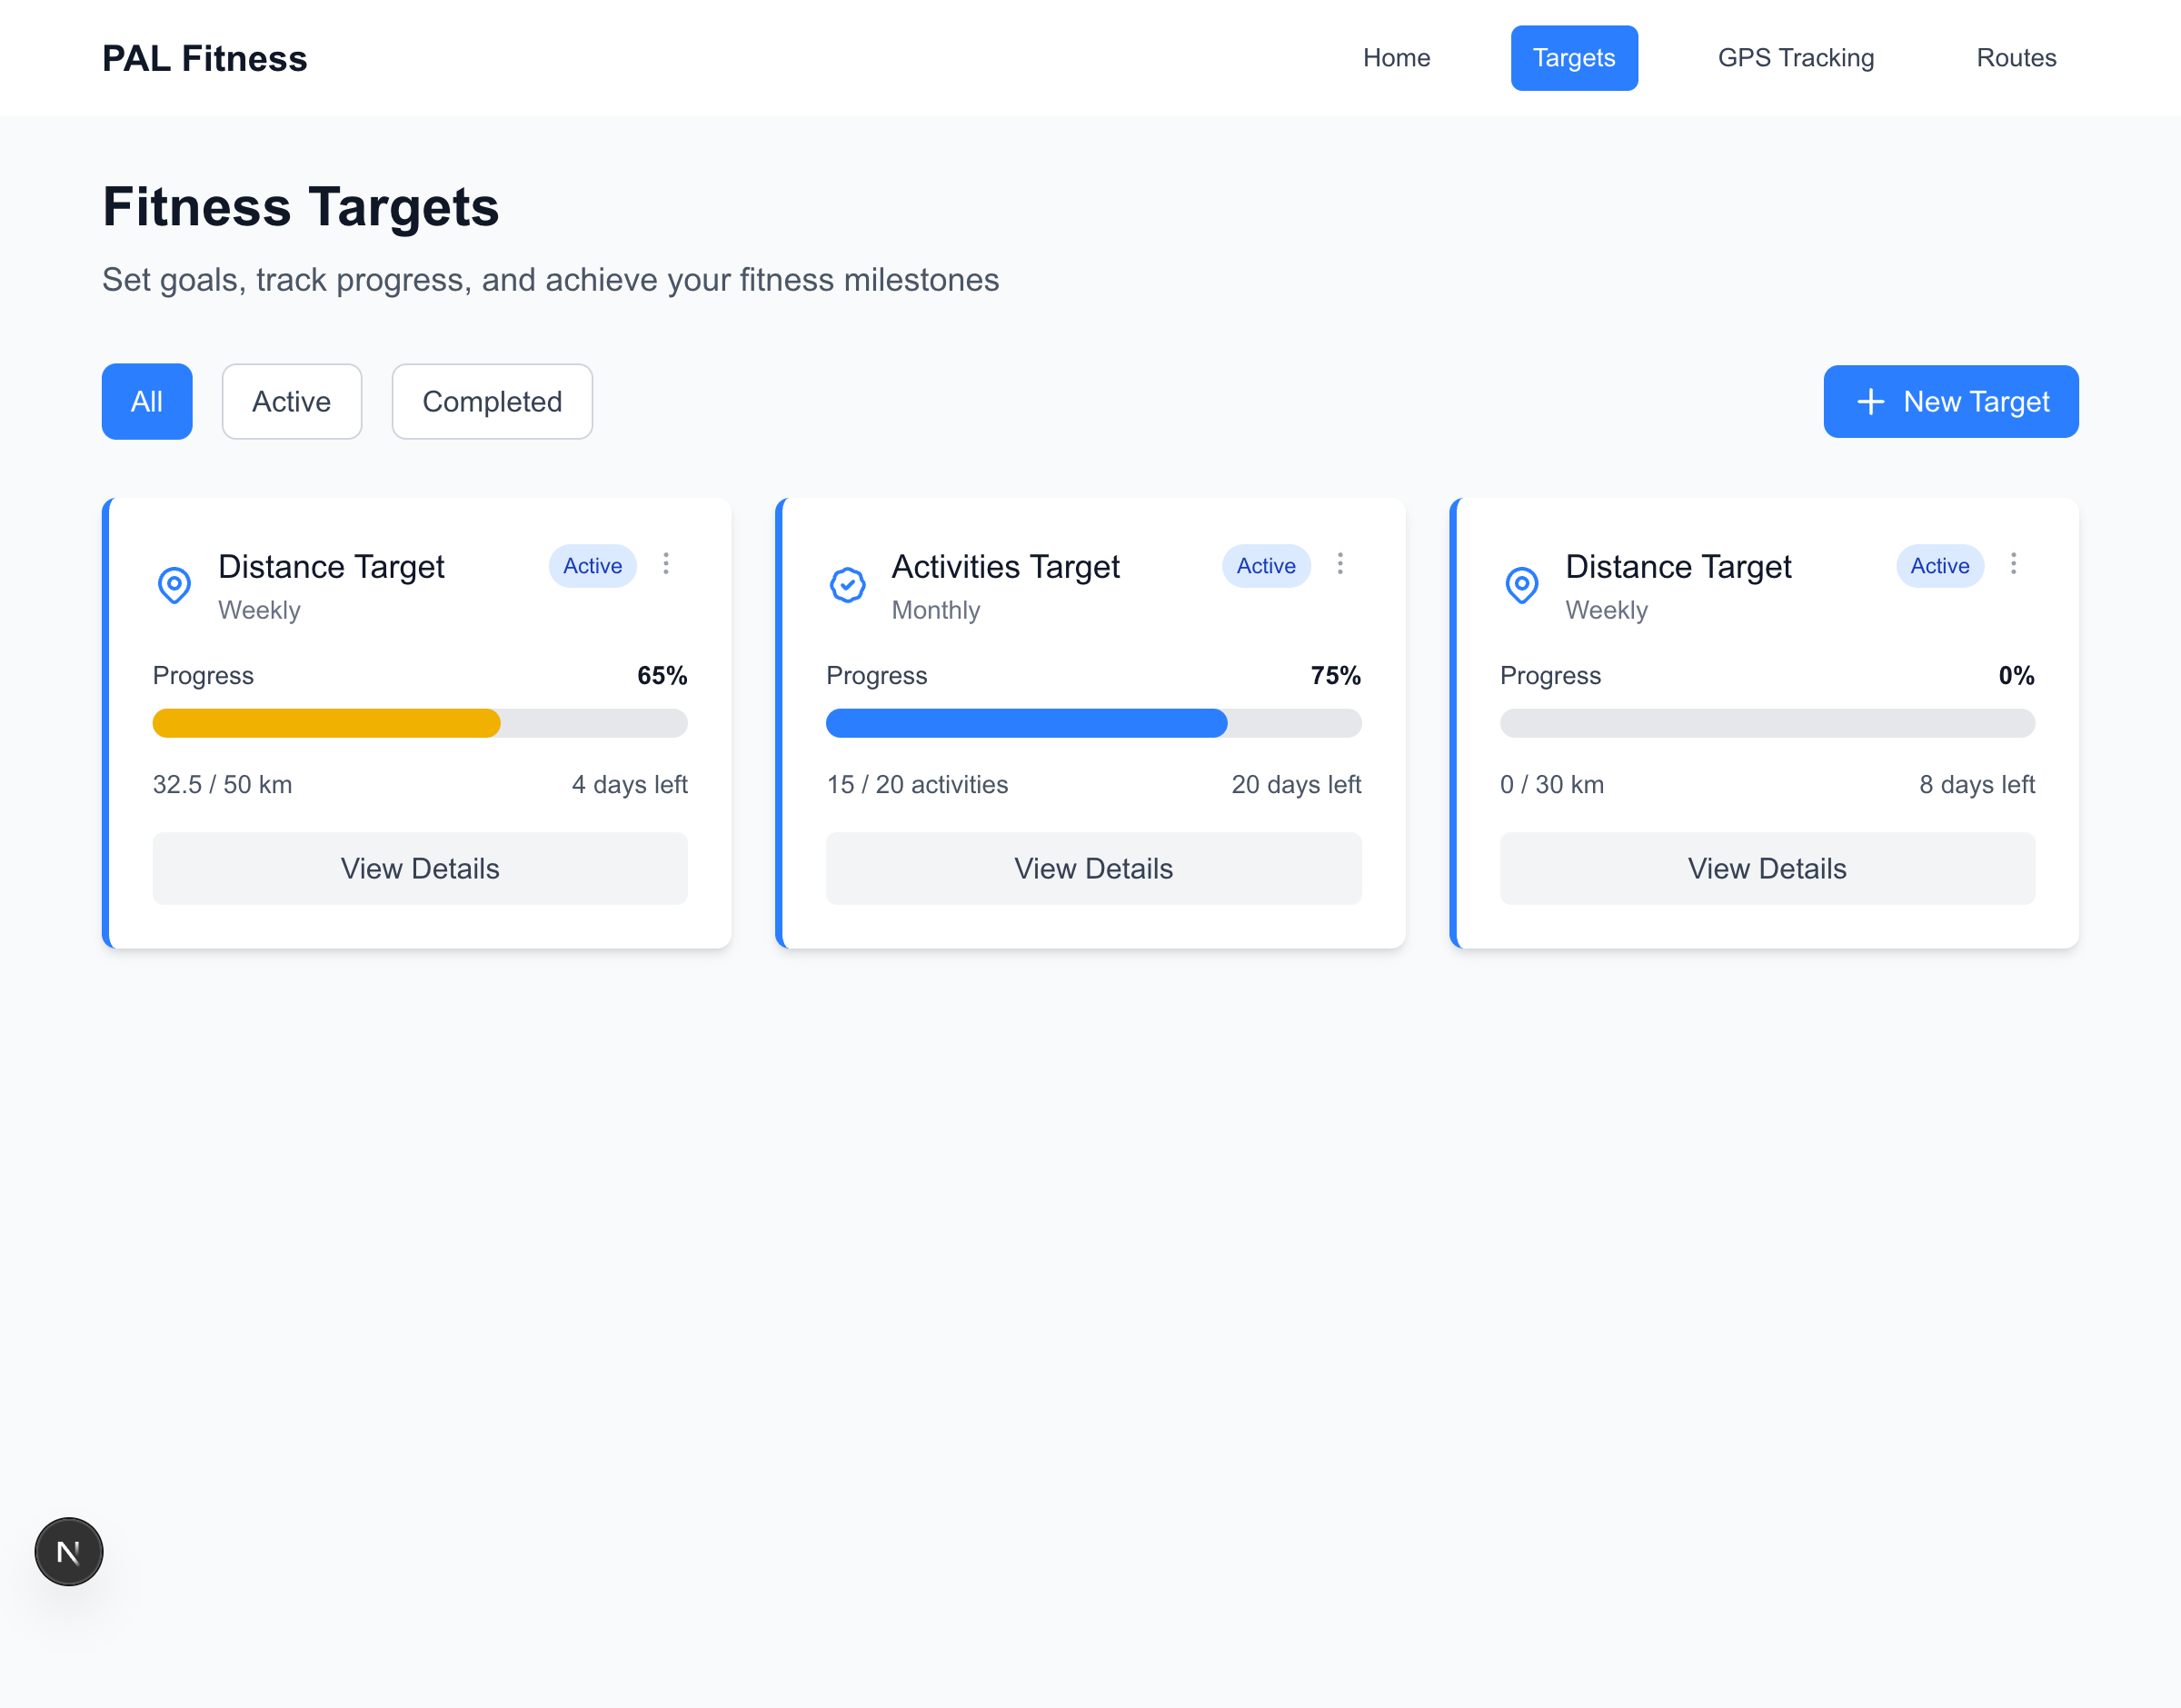 PAL Fitness
Home
Targets
GPS Tracking
Routes
Fitness Targets
Set goals, track progress, and achieve your fitness milestones
All
Active
Completed
+ New Target
Distance Target
Active
Weekly
Progress
65%
32.5 / 50 km
4 days left
View Details
Activities Target
Active
Monthly
Progress
75%
15 / 20 activities
20 days left
View Details
Distance Target
Active
Weekly
Progress
0%
0 / 30 km
8 days left
View Details
N